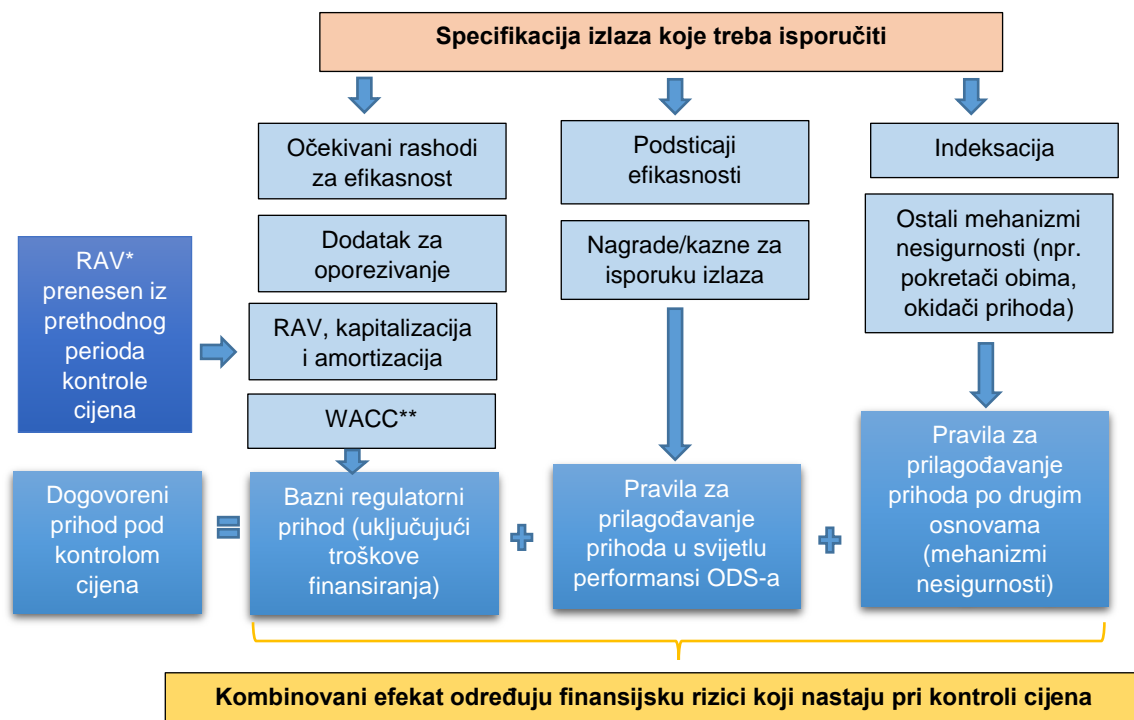 Specifikacija izlaza koje treba isporučiti
Očekivani rashodi
za efikasnost
Podsticaji
efikasnosti
Indeksacija
Dodatak za
oporezivanje
Nagrade/kazne za
isporuku izlaza
Ostali mehanizmi
nesigurnosti (npr.
pokretači obima,
okidači prihoda)
RAV*
prenesen iz
prethodnog
perioda
kontrole
cijena
RAV, kapitalizacija
i amortizacija
WACC**
Dogovoreni
prihod pod
kontrolom
cijena
=
Bazni regulatorni
prihod (uključujući
troškove
finansiranja)
+
Pravila za
prilagođavanje
prihoda u svijetlu
performansi ODS-a
+
Pravila za
prilagođavanje
prihoda po drugim
osnovama
(mehanizmi
nesigurnosti)
Kombinovani efekat određuju finansijsku rizici koji nastaju pri kontroli cijena